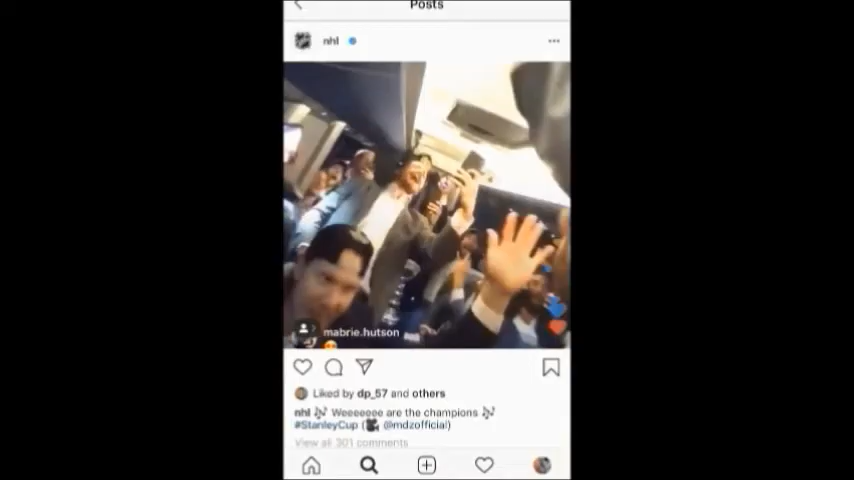 Posts
nhl
mabrie.hutson
Liked by dp_57 and others
nhl 🎶 Weeeeeee are the champions 🎶
#StanleyCup (🎥 @mdzofficial)
View all 301 comments